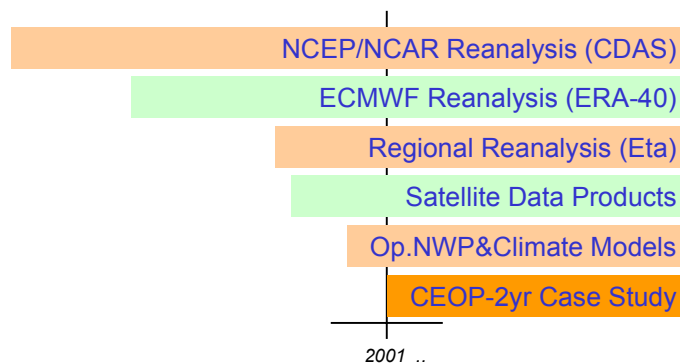 NCEP/NCAR Reanalysis (CDAS)
ECMWF Reanalysis (ERA-40)
Regional Reanalysis (Eta)
Satellite Data Products
Op.NWP&Climate Models
CEOP-2yr Case Study
2001